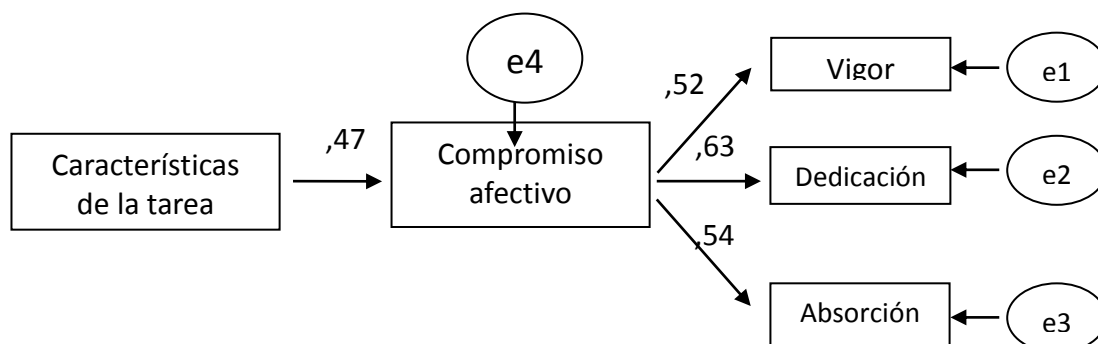 e4
Vigor
e1
,52
,47
Compromiso
afectivo
,63
Características
de la tarea
Dedicación
e2
,54
Absorción
e3